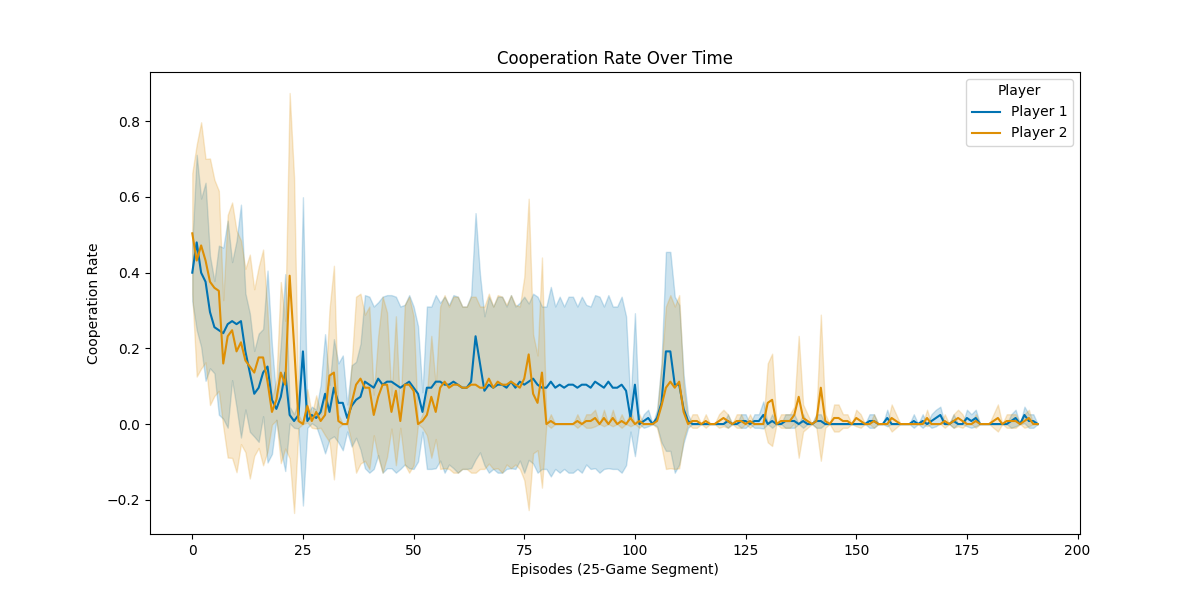 Cooperation Rate Over Time
Player
Player 1
Player 2
Cooperation Rate
0.8
0.6
0.4
0.2
0.0
−0.2
0
25
50
75
100
125
150
175
200
Episodes (25-Game Segment)